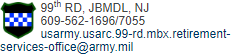 99th RD, JBMDL, NJ
609-562-1696/7055
usarmy.usarc.99-rd.mbx.retirement-
services-office@army.mil